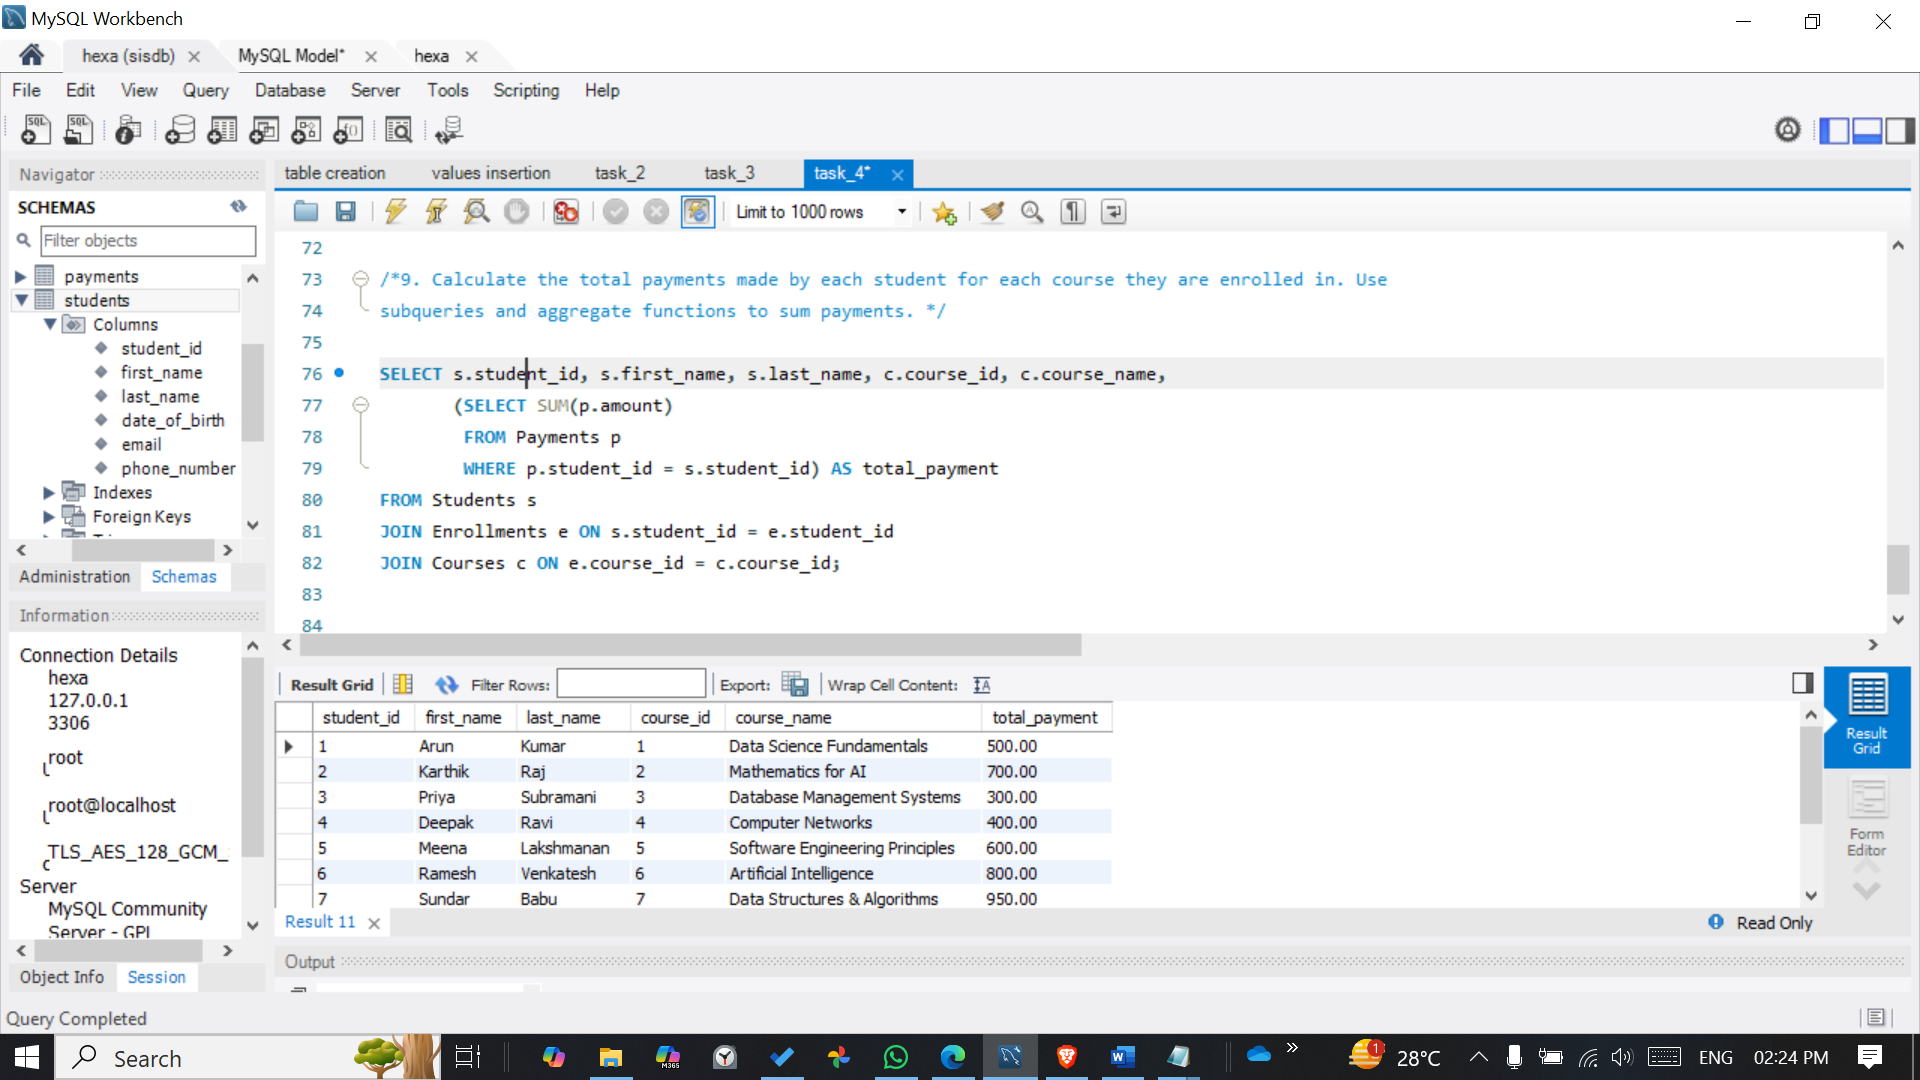 MySQL Workbench
hexa (sisdb)
MySQL Model*
hexa
File Edit View Query Database Server Tools Scripting Help
Navigator
SCHEMAS
Filter objects
payments
students
Columns
student_id
first_name
last_name
date_of_birth
email
phone_number
Indexes
Foreign Keys
Administration Schemas
Information
Connection Details
hexa
127.0.0.1
3306
root
root@localhost
TLS_AES_128_GCM_
Server
MySQL Community
Server - GPL
Object Info Session
table creation values insertion task_2 task_3 task_4*
Limit to 1000 rows
72
73 /*9. Calculate the total payments made by each student for each course they are enrolled in. Use
74 subqueries and aggregate functions to sum payments. */
75
76 SELECT s.student_id, s.first_name, s.last_name, c.course_id, c.course_name,
77 (SELECT SUM(p.amount)
78 FROM Payments p
79 WHERE p.student_id = s.student_id) AS total_payment
80 FROM Students s
81 JOIN Enrollments e ON s.student_id = e.student_id
82 JOIN Courses c ON e.course_id = c.course_id;
83
84
Result Grid Filter Rows: Export: Wrap Cell Content: IA
student_id first_name last_name course_id course_name total_payment
1 Arun Kumar 1 Data Science Fundamentals 500.00
2 Karthik Raj 2 Mathematics for AI 700.00
3 Priya Subramani 3 Database Management Systems 300.00
4 Deepak Ravi 4 Computer Networks 400.00
5 Meena Lakshmanan 5 Software Engineering Principles 600.00
6 Ramesh Venkatesh 6 Artificial Intelligence 800.00
7 Sundar Babu 7 Data Structures & Algorithms 950.00
Result
Grid
Form
Editor
Result 11
Read Only
Output
Query Completed
Search
28°C
ENG
02:24 PM